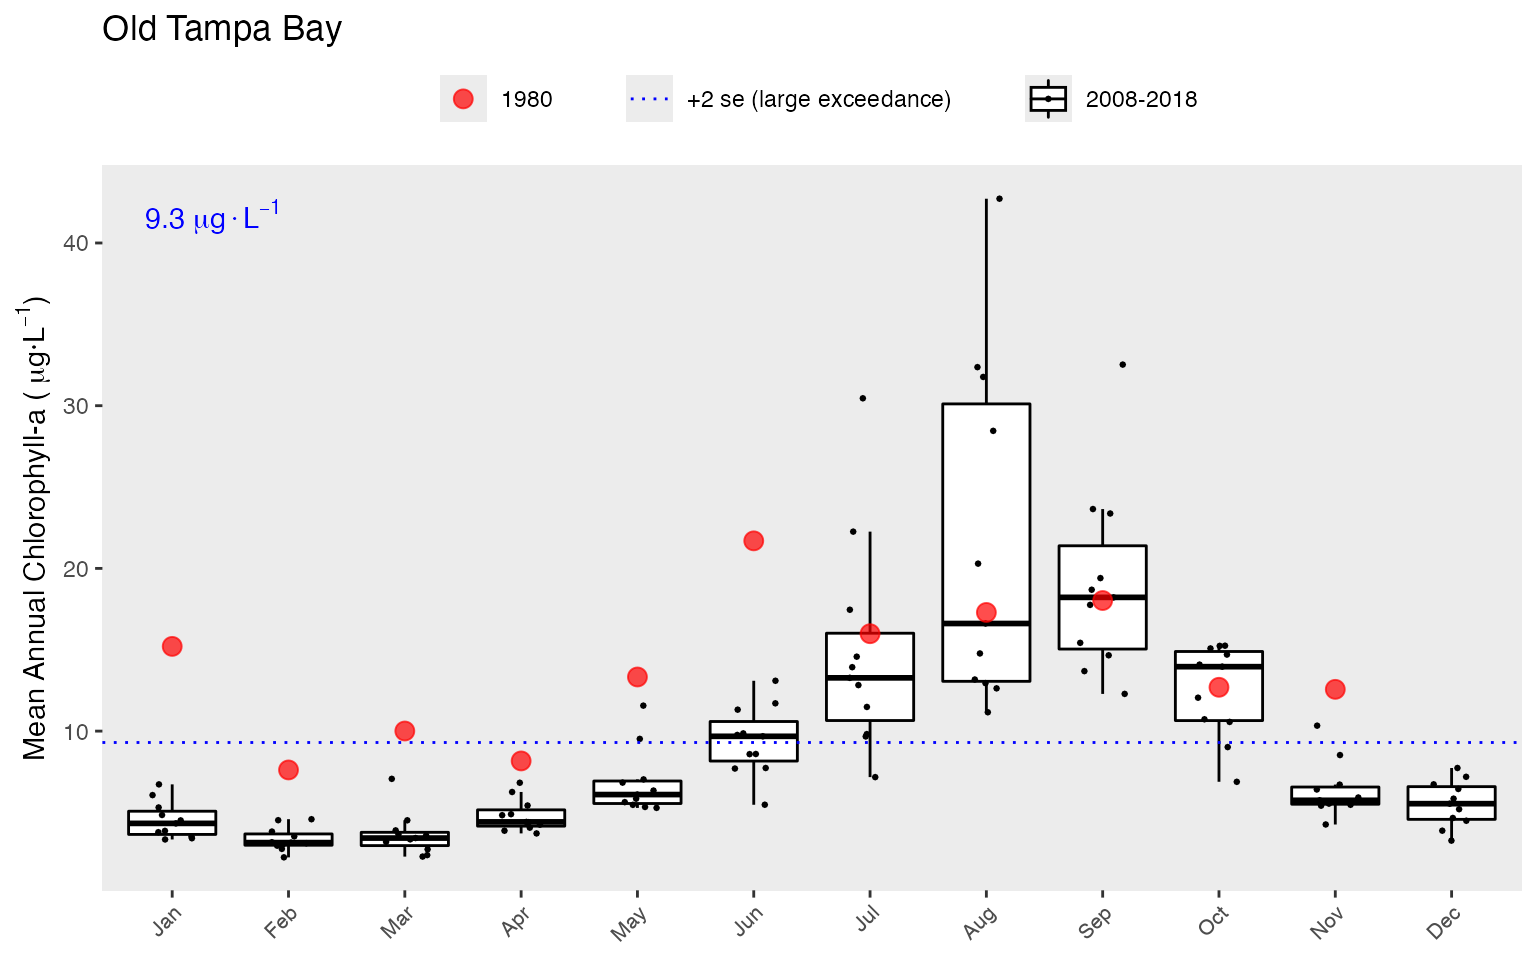 Old Tampa Bay
1980
+2 se (large exceedance)
2008-2018
9.3 μg·L⁻¹
Mean Annual Chlorophyll-a ( μg·L⁻¹)
40
30
20
10
Jan
Feb
Mar
Apr
May
Jun
Jul
Aug
Sep
Oct
Nov
Dec